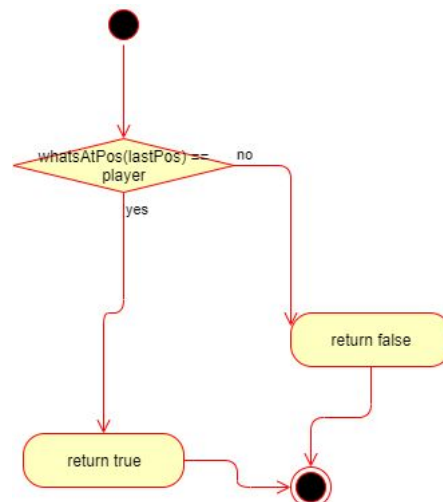 whatsAtPos(lastPos) ==
player
no
yes
return false
return true